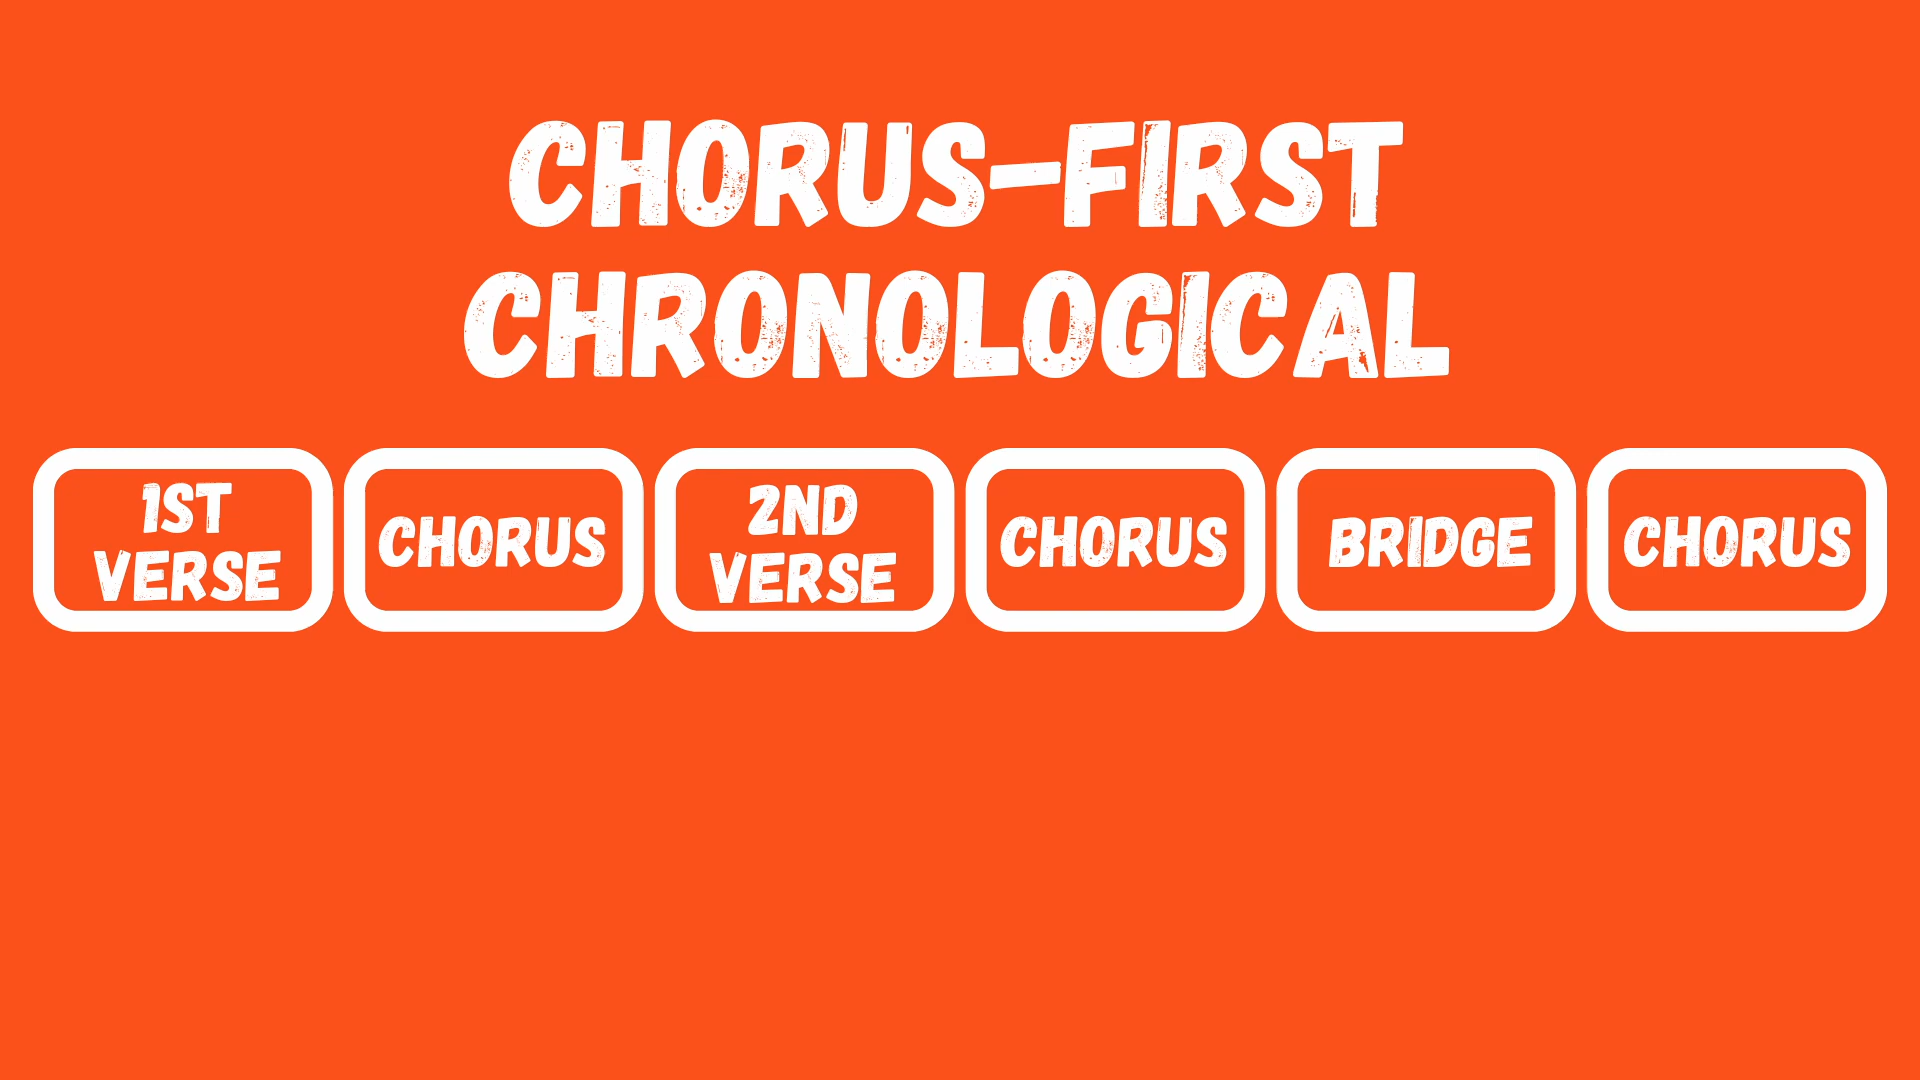 CHORUS-FIRST
CHRONOLOGICAL
1ST
VERSE
CHORUS
2ND
VERSE
CHORUS
BRIDGE
CHORUS